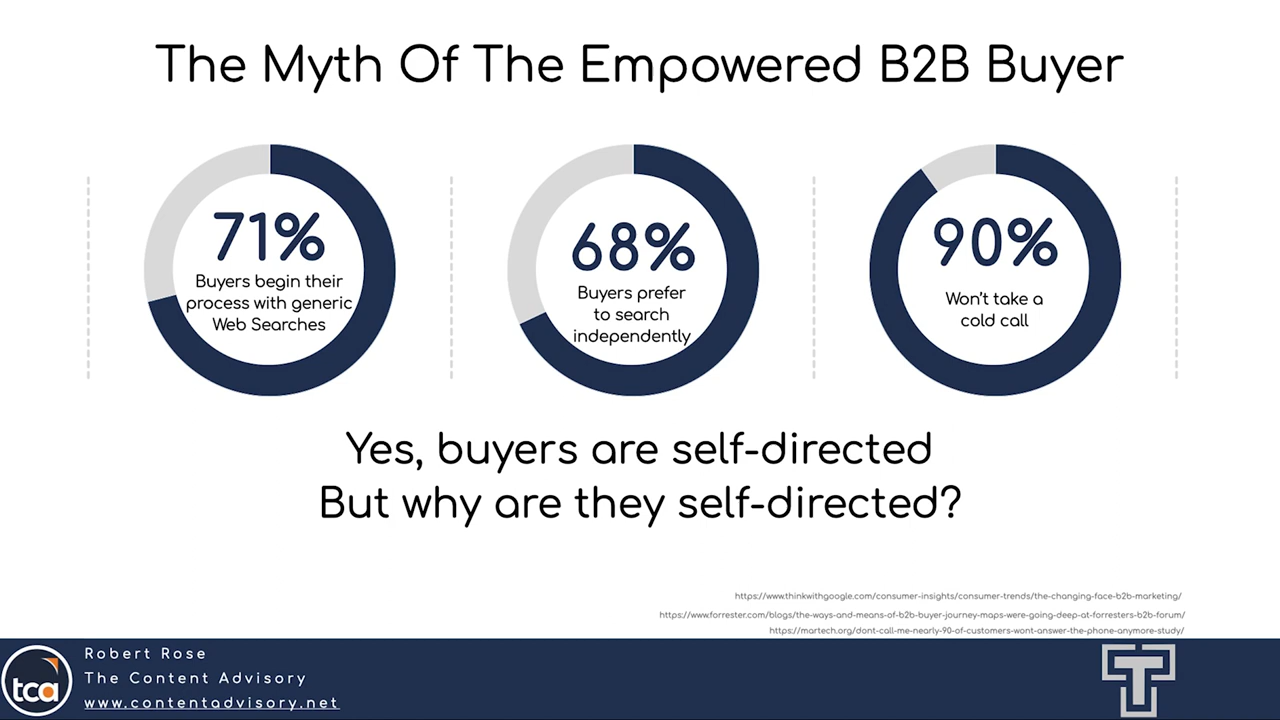 The Myth Of The Empowered B2B Buyer
71%
Buyers begin their
process with generic
Web Searches
68%
Buyers prefer
to search
independently
90%
Won't take a
cold call
Yes, buyers are self-directed
But why are they self-directed?
https://www.thinkwithgoogle.com/consumer-insights/consumer-trends/the-changing-face-b2b-marketing/
https://www.forrester.com/blogs/the-ways-and-means-of-b2b-buyer-journey-maps-were-going-deep-at-forresters-b2b-forum/
https://martech.org/dont-call-me-nearly-90-of-customers-wont-answer-the-phone-anymore-study/
tca
Robert Rose
The Content Advisory
www.contentadvisory.net
T